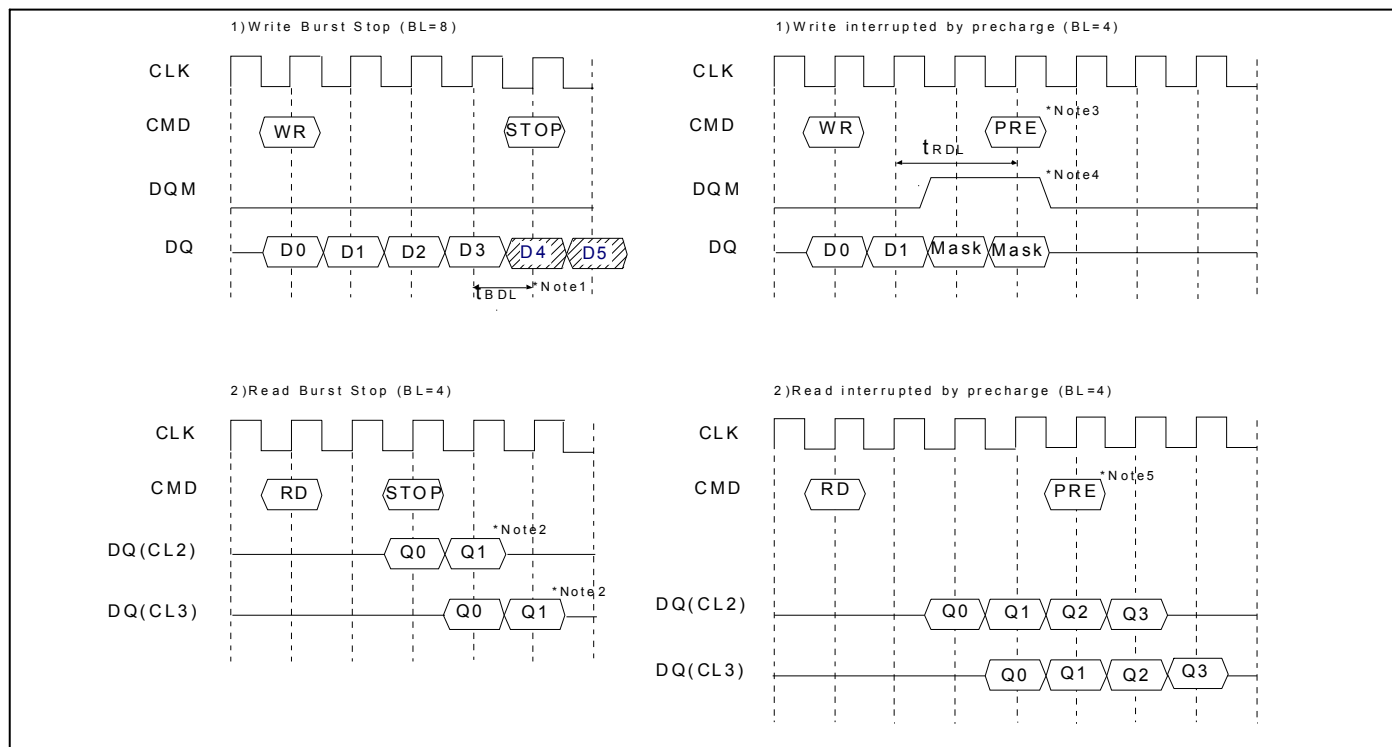 1)Write Burst Stop (BL=8)
CLK
CMD
WR
STOP
DQM
DQ
D0
D1
D2
D3
D4
D5
tBDL
*Note1
1)Write interrupted by precharge (BL=4)
CLK
CMD
WR
PRE
*Note3
tRDL
DQM
*Note4
DQ
D0
D1
Mask
Mask
2)Read Burst Stop (BL=4)
CLK
CMD
RD
STOP
*Note2
DQ(CL2)
Q0
Q1
*Note2
DQ(CL3)
Q0
Q1
2)Read interrupted by precharge (BL=4)
CLK
CMD
RD
PRE
*Note5
DQ(CL2)
Q0
Q1
Q2
Q3
DQ(CL3)
Q0
Q1
Q2
Q3